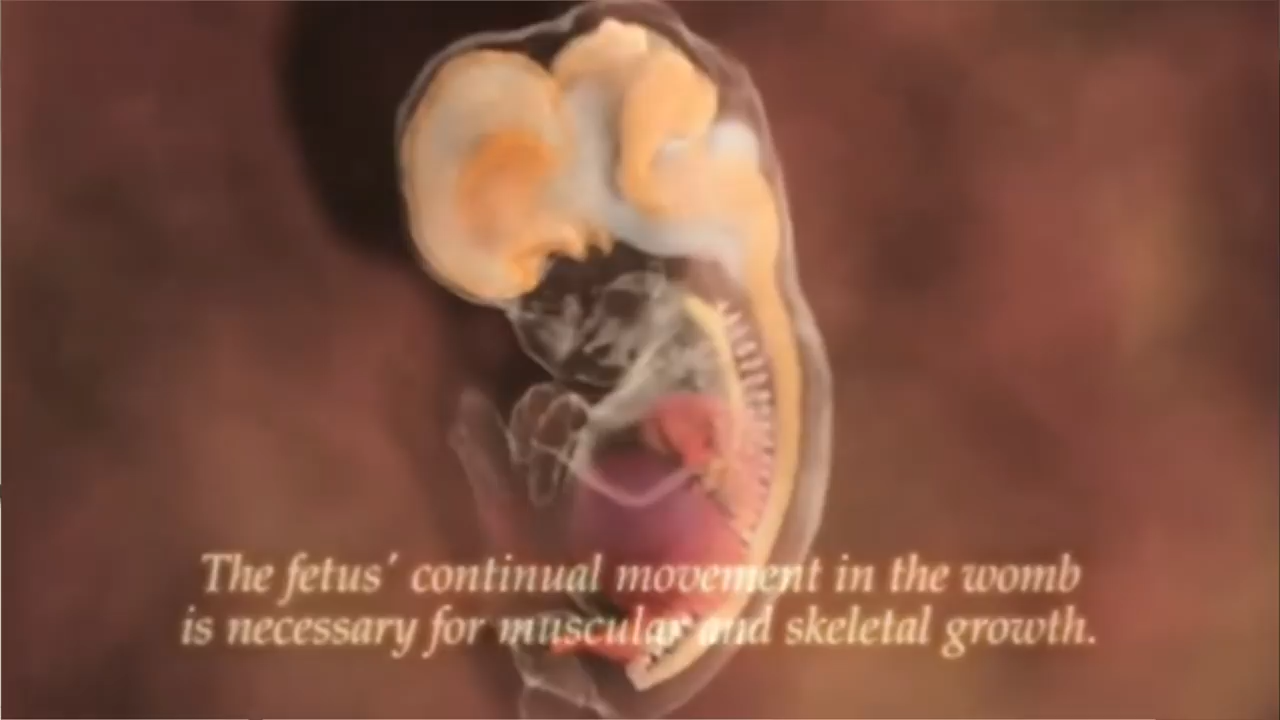 The fetus´ continual movement in the womb
is necessary for muscular and skeletal growth.